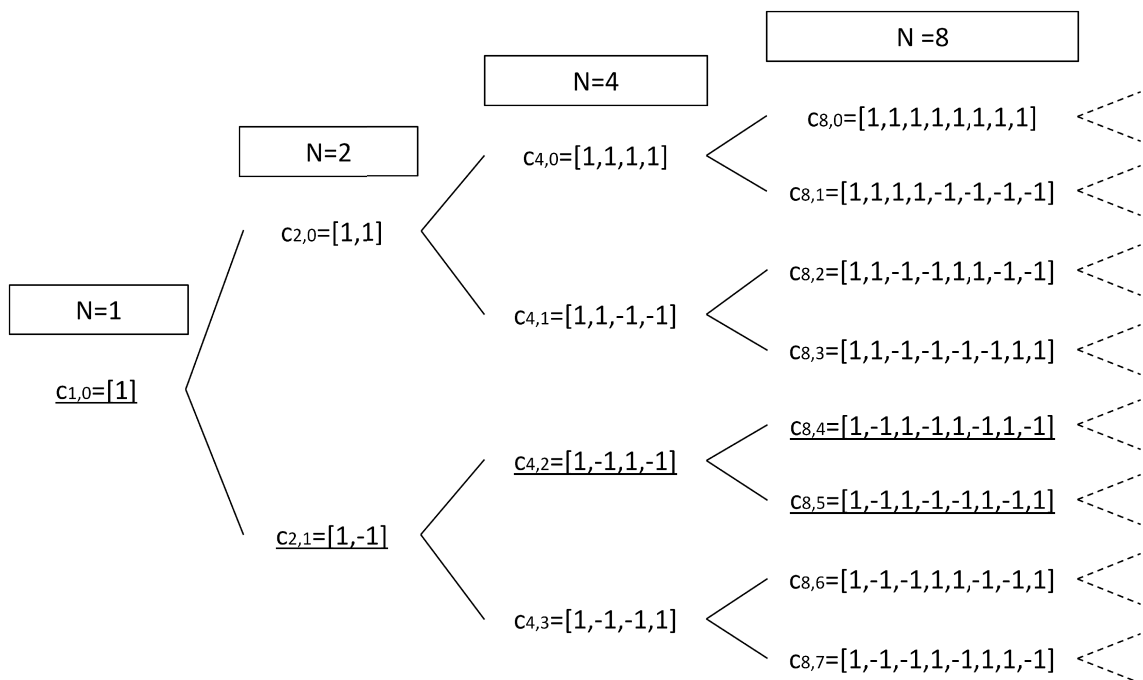 N=1
c1,0=[1]
N=2
c2,0=[1,1]
c2,1=[1,-1]
N=4
c4,0=[1,1,1,1]
c4,1=[1,1,-1,-1]
c4,2=[1,-1,1,-1]
c4,3=[1,-1,-1,1]
N =8
c8,0=[1,1,1,1,1,1,1,1]
c8,1=[1,1,1,1,-1,-1,-1,-1]
c8,2=[1,1,-1,-1,1,1,-1,-1]
c8,3=[1,1,-1,-1,-1,-1,1,1]
c8,4=[1,-1,1,-1,1,-1,1,-1]
c8,5=[1,-1,1,-1,-1,1,-1,1]
c8,6=[1,-1,-1,1,1,-1,-1,1]
c8,7=[1,-1,-1,1,-1,1,1,-1]